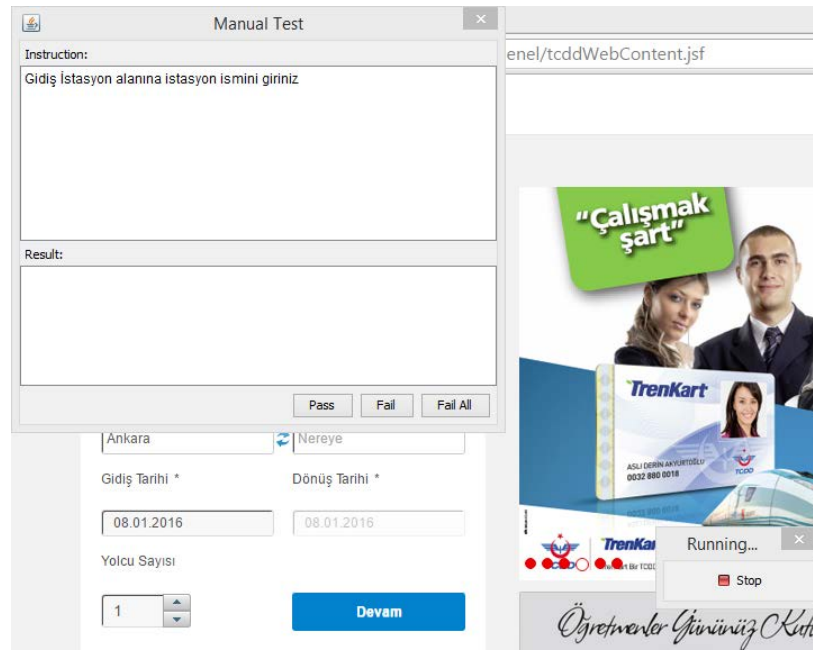 Manual Test
Instruction:
Gidiş İstasyon alanına istasyon ismini giriniz
Result:
Pass Fail Fail All
enel/tcddWebContent.jsf
Ankara Nereye
Gidiş Tarihi * Dönüş Tarihi *
08.01.2016 08.01.2016
Yolcu Sayısı
1 Devam
"Çalışmak
şart"
TrenKart
ASLI DERİN AKYURTOĞLU
0032 880 0018
TCDD
TCDD TrenKar
Running...
Stop
Öğretmenler Gününüz Kutl